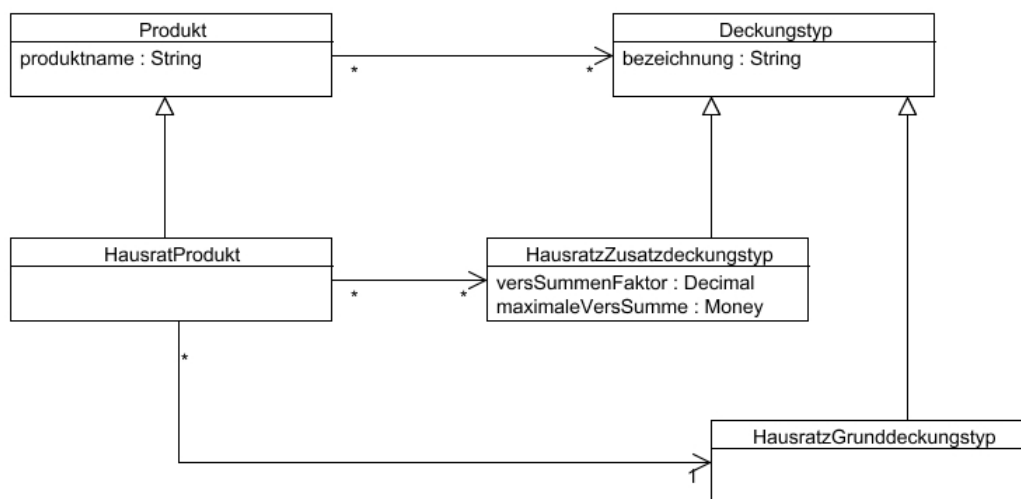 Produkt
produktname : String
*
*
Deckungstyp
bezeichnung : String
HausratProdukt
*
*
HausratzZusatzdeckungstyp
versSummenFaktor : Decimal
maximaleVersSumme : Money
*
1
HausratzGrunddeckungstyp